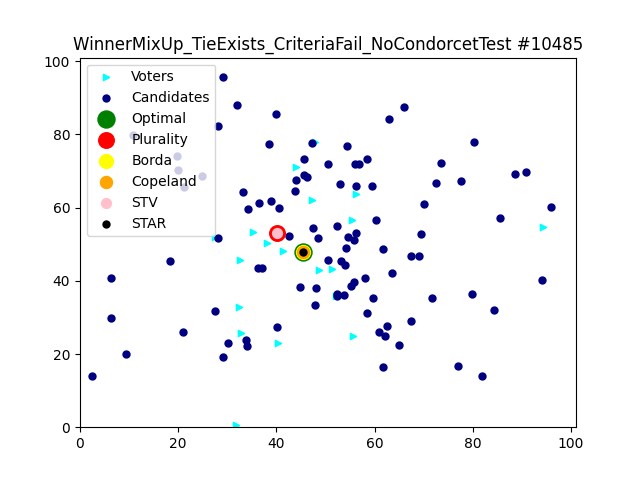 WinnerMixUp_TieExists_CriteriaFail_NoCondorcetTest #10485
Voters
Candidates
Optimal
Plurality
Borda
Copeland
STV
STAR
100
80
60
40
20
0
0 20 40 60 80 100